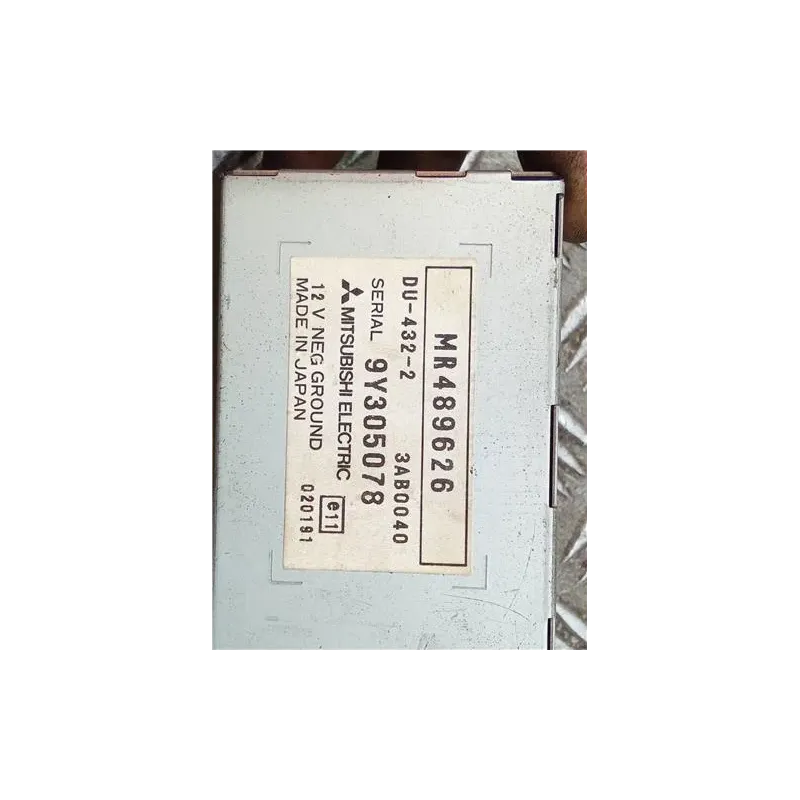 MR489626
DU-432-2 3AB0040
SERIAL 9Y305078
MITSUBISHI ELECTRIC
12 V NEG GROUND e11
MADE IN JAPAN 020191